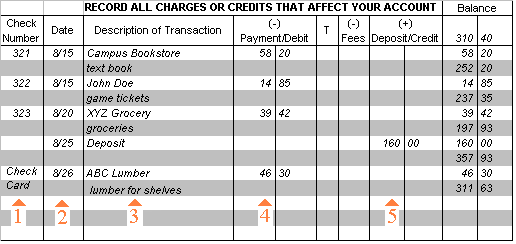 RECORD ALL CHARGES OR CREDITS THAT AFFECT YOUR ACCOUNT
Check Number Date Description of Transaction (-) Payment/Debit T (-) Fees (+) Deposit/Credit Balance 310 40
321 8/15 Campus Bookstore 58 20 58 20
text book 252 20
322 8/15 John Doe 14 85 14 85
game tickets 237 35
323 8/20 XYZ Grocery 39 42 39 42
groceries 197 93
8/25 Deposit 160 00 160 00
357 93
Check Card 8/26 ABC Lumber 46 30 46 30
lumber for shelves 311 63
1 2 3 4 5